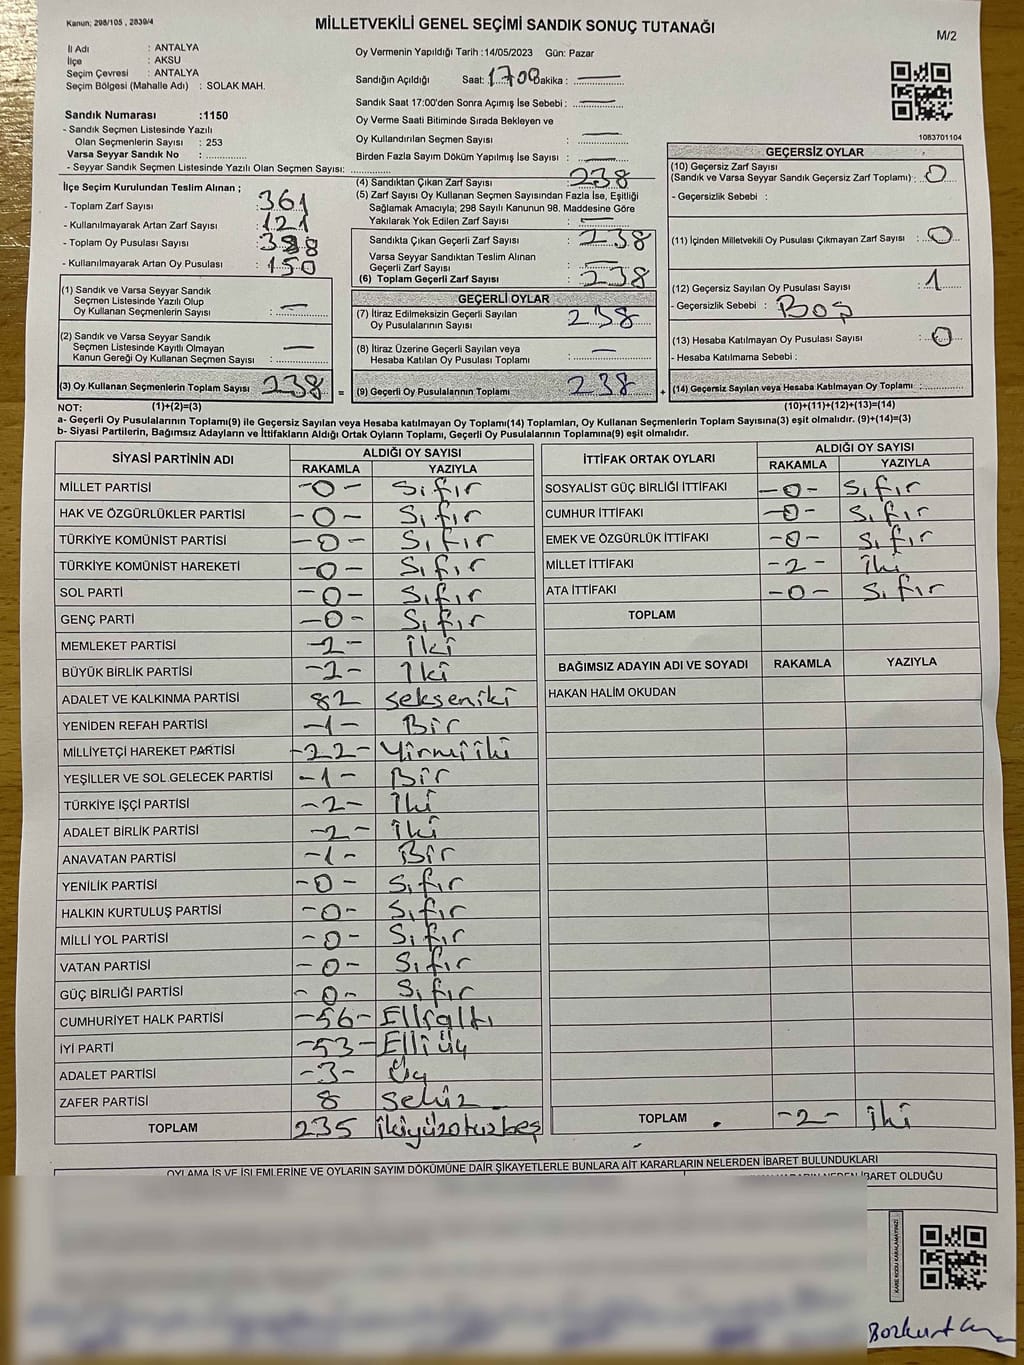 Kanun; 298/105 , 2839/4
MİLLETVEKİLİ GENEL SEÇİMİ SANDIK SONUÇ TUTANAĞI
M/2
İl Adı : ANTALYA
İlçe : AKSU
Seçim Çevresi : ANTALYA
Seçim Bölgesi (Mahalle Adı) : SOLAK MAH.
Oy Vermenin Yapıldığı Tarih :14/05/2023 Gün: Pazar
Sandığın Açıldığı Saat: 1700 Dakika :
Sandık Saat 17:00'den Sonra Açımış İse Sebebi :
Oy Verme Saati Bitiminde Sırada Bekleyen ve
Oy Kullandırılan Seçmen Sayısı :
Birden Fazla Sayım Döküm Yapılmış İse Sayısı :
1083701104
Sandık Numarası :1150
- Sandık Seçmen Listesinde Yazılı
Olan Seçmenlerin Sayısı : 253
Varsa Seyyar Sandık No :
- Seyyar Sandık Seçmen Listesinde Yazılı Olan Seçmen Sayısı:
İlçe Seçim Kurulundan Teslim Alınan ;
- Toplam Zarf Sayısı : 361
- Kullanılmayarak Artan Zarf Sayısı : 121
- Toplam Oy Pusulası Sayısı : 388
- Kullanılmayarak Artan Oy Pusulası : 150
(1) Sandık ve Varsa Seyyar Sandık
Seçmen Listesinde Yazılı Olup
Oy Kullanan Seçmenlerin Sayısı : —
(2) Sandık ve Varsa Seyyar Sandık
Seçmen Listesinde Kayıtlı Olmayan
Kanun Gereği Oy Kullanan Seçmen Sayısı : —
(3) Oy Kullanan Seçmenlerin Toplam Sayısı 238 =
(4) Sandıktan Çıkan Zarf Sayısı : 238
(5) Zarf Sayısı Oy Kullanan Seçmen Sayısından Fazla İse, Eşitliği
Sağlamak Amacıyla; 298 Sayılı Kanunun 98. Maddesine Göre
Yakılarak Yok Edilen Zarf Sayısı : —
Sandıkta Çıkan Geçerli Zarf Sayısı : 238
Varsa Seyyar Sandıktan Teslim Alınan
Geçerli Zarf Sayısı : —
(6) Toplam Geçerli Zarf Sayısı : 238
GEÇERLİ OYLAR
(7) İtiraz Edilmeksizin Geçerli Sayılan
Oy Pusulalarının Sayısı 238
(8) İtiraz Üzerine Geçerli Sayılan veya
Hesaba Katılan Oy Pusulası Toplamı : —
(9) Geçerli Oy Pusulalarının Toplamı 238 +
GEÇERSİZ OYLAR
(10) Geçersiz Zarf Sayısı
(Sandık ve Varsa Seyyar Sandık Geçersiz Zarf Toplamı) : 0
- Geçersizlik Sebebi :
(11) İçinden Milletvekili Oy Pusulası Çıkmayan Zarf Sayısı : 0
(12) Geçersiz Sayılan Oy Pusulası Sayısı : 1
- Geçersizlik Sebebi : Boş
(13) Hesaba Katılmayan Oy Pusulası Sayısı : 0
- Hesaba Katılmama Sebebi :
(14) Geçersiz Sayılan veya Hesaba Katılmayan Oy Toplamı :
NOT: (1)+(2)=(3) (10)+(11)+(12)+(13)=(14)
a- Geçerli Oy Pusulalarının Toplamı(9) ile Geçersiz Sayılan veya Hesaba katılmayan Oy Toplamı(14) Toplamları, Oy Kullanan Seçmenlerin Toplam Sayısına(3) eşit olmalıdır. (9)+(14)=(3)
b- Siyasi Partilerin, Bağımsız Adayların ve İttifakların Aldığı Ortak Oyların Toplamı, Geçerli Oy Pusulalarının Toplamına(9) eşit olmalıdır.
SİYASİ PARTİNİN ADI ALDIĞI OY SAYISI
RAKAMLA YAZIYLA
MİLLET PARTİSİ -0- Sıfır
HAK VE ÖZGÜRLÜKLER PARTİSİ -0- Sıfır
TÜRKİYE KOMÜNİST PARTİSİ -0- Sıfır
TÜRKİYE KOMÜNİST HAREKETİ -0- Sıfır
SOL PARTİ -0- Sıfır
GENÇ PARTİ -0- Sıfır
MEMLEKET PARTİSİ -2- İki
BÜYÜK BİRLİK PARTİSİ -2- İki
ADALET VE KALKINMA PARTİSİ 82 Sekseniki
YENİDEN REFAH PARTİSİ -1- Bir
MİLLİYETÇİ HAREKET PARTİSİ -22- Yirmiiki
YEŞİLLER VE SOL GELECEK PARTİSİ -1- Bir
TÜRKİYE İŞÇİ PARTİSİ -2- İki
ADALET BİRLİK PARTİSİ -2- İki
ANAVATAN PARTİSİ -1- Bir
YENİLİK PARTİSİ -0- Sıfır
HALKIN KURTULUŞ PARTİSİ -0- Sıfır
MİLLİ YOL PARTİSİ -0- Sıfır
VATAN PARTİSİ -0- Sıfır
GÜÇ BİRLİĞİ PARTİSİ -0- Sıfır
CUMHURİYET HALK PARTİSİ -56- Ellialtı
İYİ PARTİ -53- Elliüç
ADALET PARTİSİ -3- Üç
ZAFER PARTİSİ 8 Sekiz
TOPLAM 235 İkiyüzotuzbeş
İTTİFAK ORTAK OYLARI ALDIĞI OY SAYISI
RAKAMLA YAZIYLA
SOSYALİST GÜÇ BİRLİĞİ İTTİFAKI -0- Sıfır
CUMHUR İTTİFAKI -0- Sıfır
EMEK VE ÖZGÜRLÜK İTTİFAKI -0- Sıfır
MİLLET İTTİFAKI -2- İki
ATA İTTİFAKI -0- Sıfır
TOPLAM
BAĞIMSIZ ADAYIN ADI VE SOYADI RAKAMLA YAZIYLA
HAKAN HALİM OKUDAN
TOPLAM -2- İki
OYLAMA İŞ VE İŞLEMLERİNE VE OYLARIN SAYIM DÖKÜMÜNE DAİR ŞİKAYETLERLE BUNLARA AİT KARARLARIN NELERDEN İBARET BULUNDUKLARI
KARARIN NEDEN İBARET OLDUĞU
KARE KODU KARALAMAYINIZ!
Bozkurt